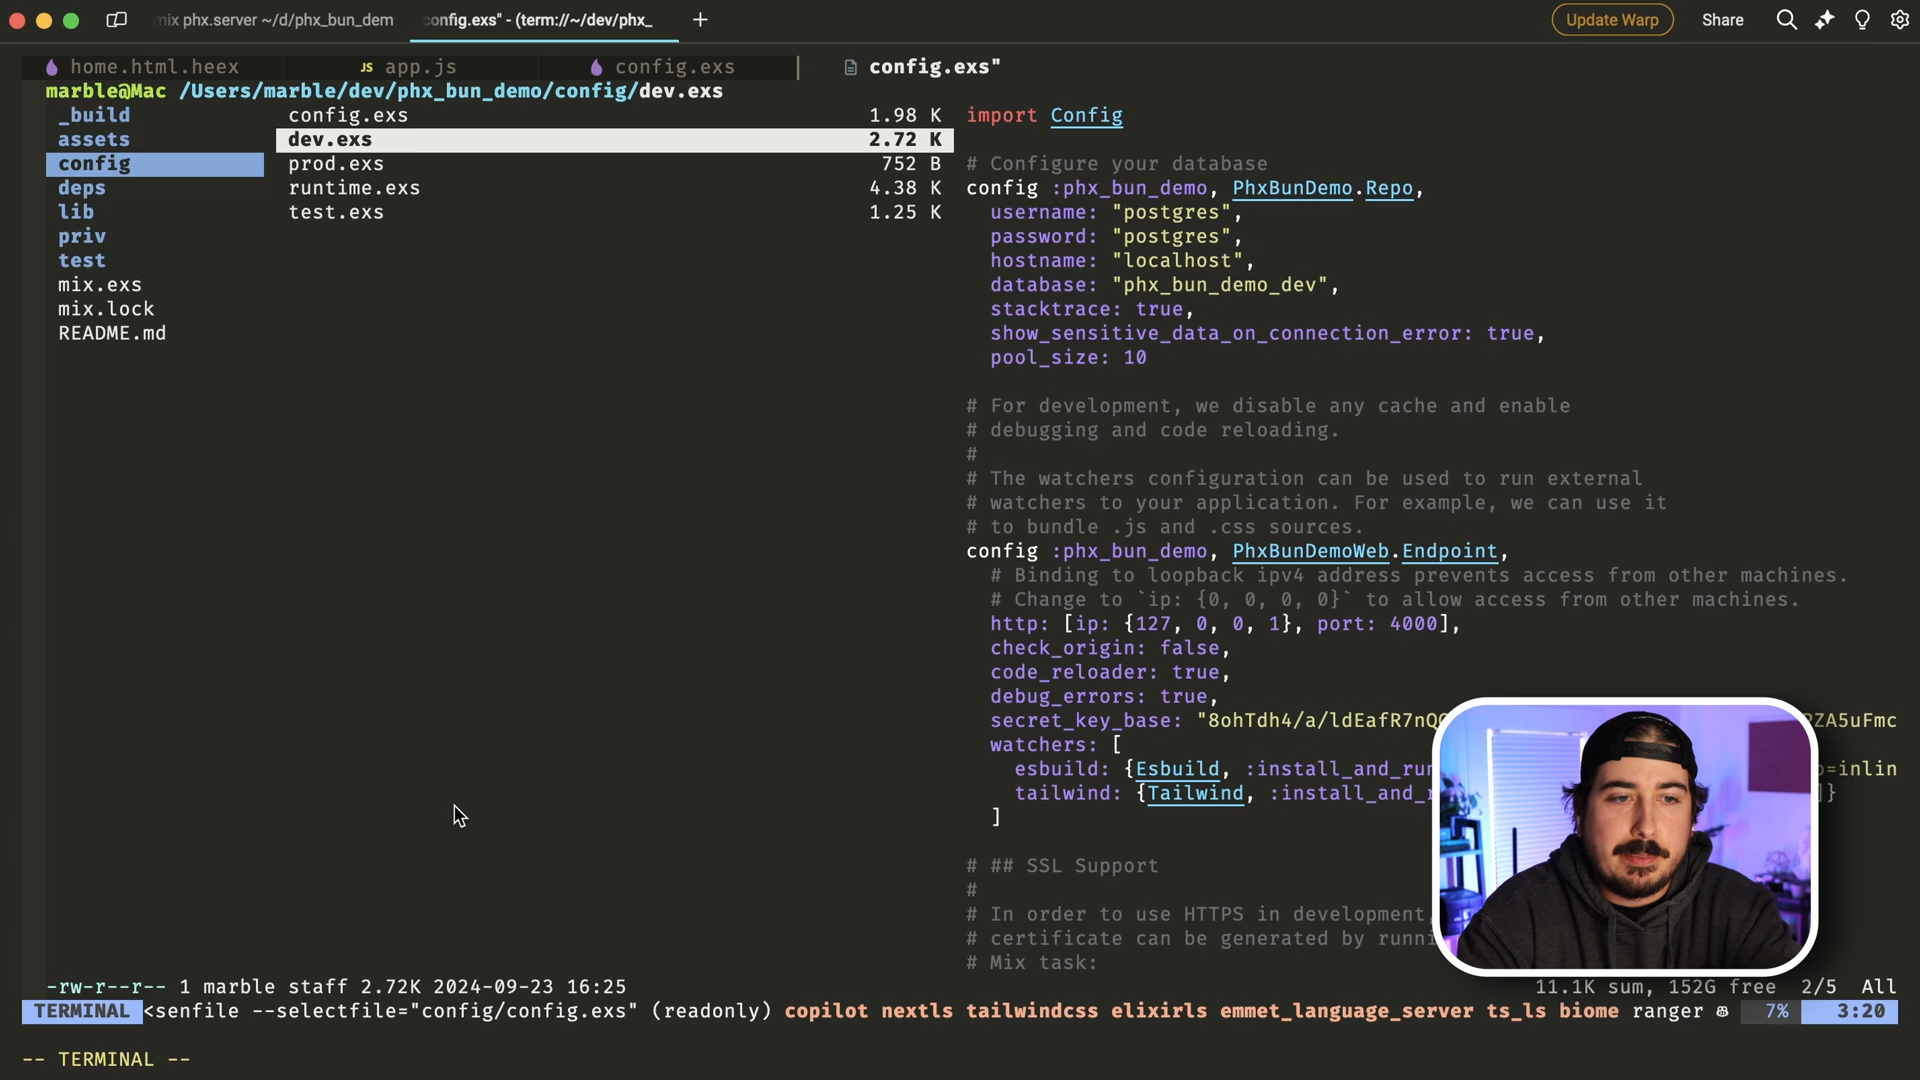 mix phx.server ~/d/phx_bun_dem
config.exs" - (term://~/dev/phx_
+
Update Warp
Share
home.html.heex
JS app.js
config.exs
config.exs"
marble@Mac /Users/marble/dev/phx_bun_demo/config/dev.exs
_build
assets
config
deps
lib
priv
test
mix.exs
mix.lock
README.md
config.exs 1.98 K
dev.exs 2.72 K
prod.exs 752 B
runtime.exs 4.38 K
test.exs 1.25 K
import Config
# Configure your database
config :phx_bun_demo, PhxBunDemo.Repo,
username: "postgres",
password: "postgres",
hostname: "localhost",
database: "phx_bun_demo_dev",
stacktrace: true,
show_sensitive_data_on_connection_error: true,
pool_size: 10
# For development, we disable any cache and enable
# debugging and code reloading.
#
# The watchers configuration can be used to run external
# watchers to your application. For example, we can use it
# to bundle .js and .css sources.
config :phx_bun_demo, PhxBunDemoWeb.Endpoint,
# Binding to loopback ipv4 address prevents access from other machines.
# Change to `ip: {0, 0, 0, 0}` to allow access from other machines.
http: [ip: {127, 0, 0, 1}, port: 4000],
check_origin: false,
code_reloader: true,
debug_errors: true,
secret_key_base: "8ohTdh4/a/ldEafR7nQ ZA5uFmc
watchers: [
esbuild: {Esbuild, :install_and_run =inlin
tailwind: {Tailwind, :install_and_ ]}
]
# ## SSL Support
#
# In order to use HTTPS in development,
# certificate can be generated by runni
# Mix task:
-rw-r--r-- 1 marble staff 2.72K 2024-09-23 16:25
11.1K sum, 152G free 2/5 All
TERMINAL <senfile --selectfile="config/config.exs" (readonly) copilot nextls tailwindcss elixirls emmet_language_server ts_ls biome ranger 7% 3:20
-- TERMINAL --